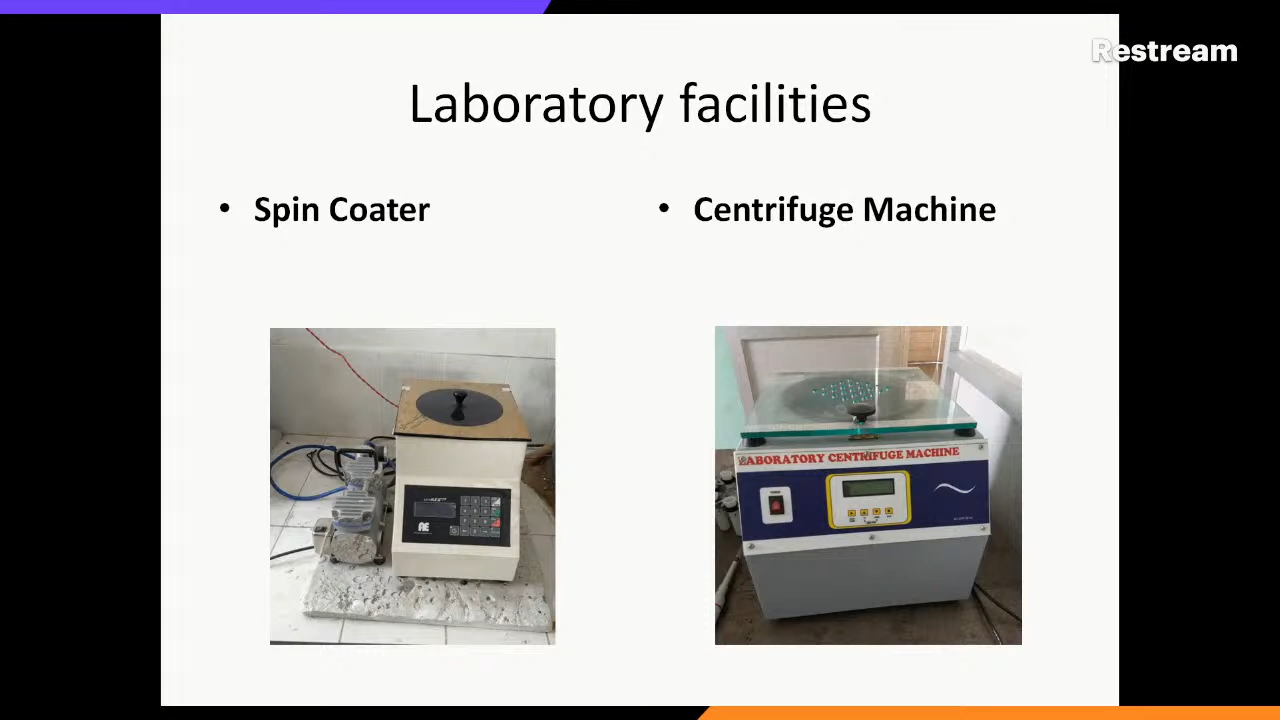 Restream
Laboratory facilities
• Spin Coater
• Centrifuge Machine
LABORATORY CENTRIFUGE MACHINE